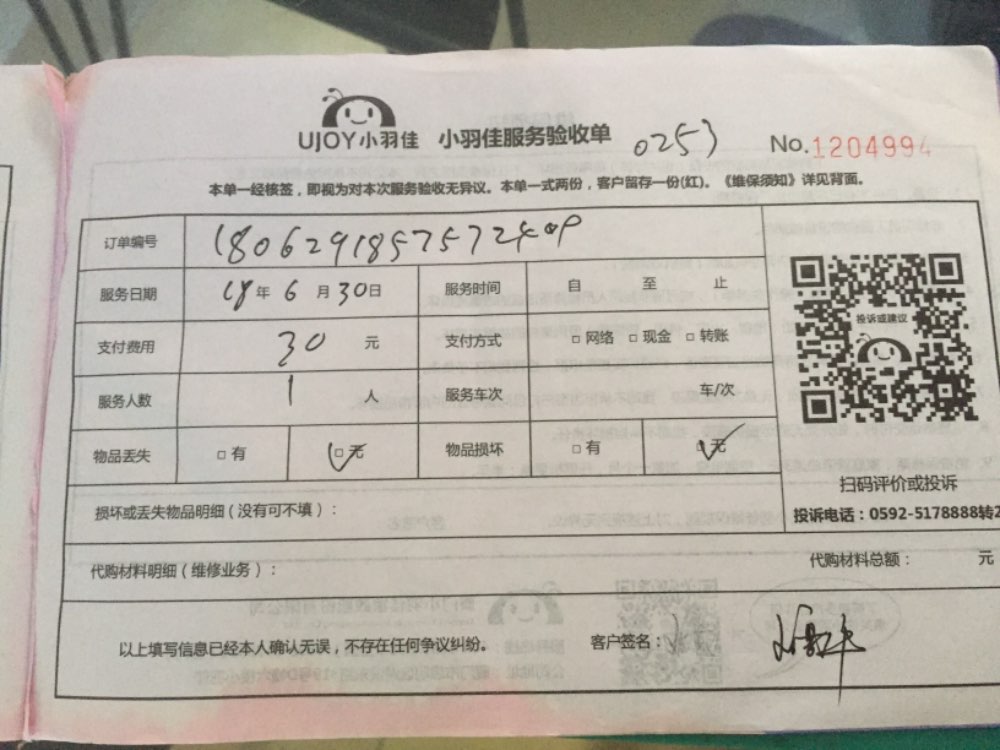 UJOY小羽佳 小羽佳服务验收单 0253 No.1204994
本单一经核签，即视为对本次服务验收无异议。本单一式两份，客户留存一份(红)。《维保须知》详见背面。
订单编号
服务日期 18年6月30日 服务时间 自 至 止
支付费用 30 元 支付方式 □网络 □现金 □转账
投诉或建议
服务人数 1 人 服务车次 车/次
物品丢失 □有 □无 物品损坏 □有 □无
扫码评价或投诉
损坏或丢失物品明细(没有可不填)：
投诉电话：0592-5178888转2
代购材料明细(维修业务)： 代购材料总额： 元
以上填写信息已经本人确认无误，不存在任何争议纠纷。 客户签名：